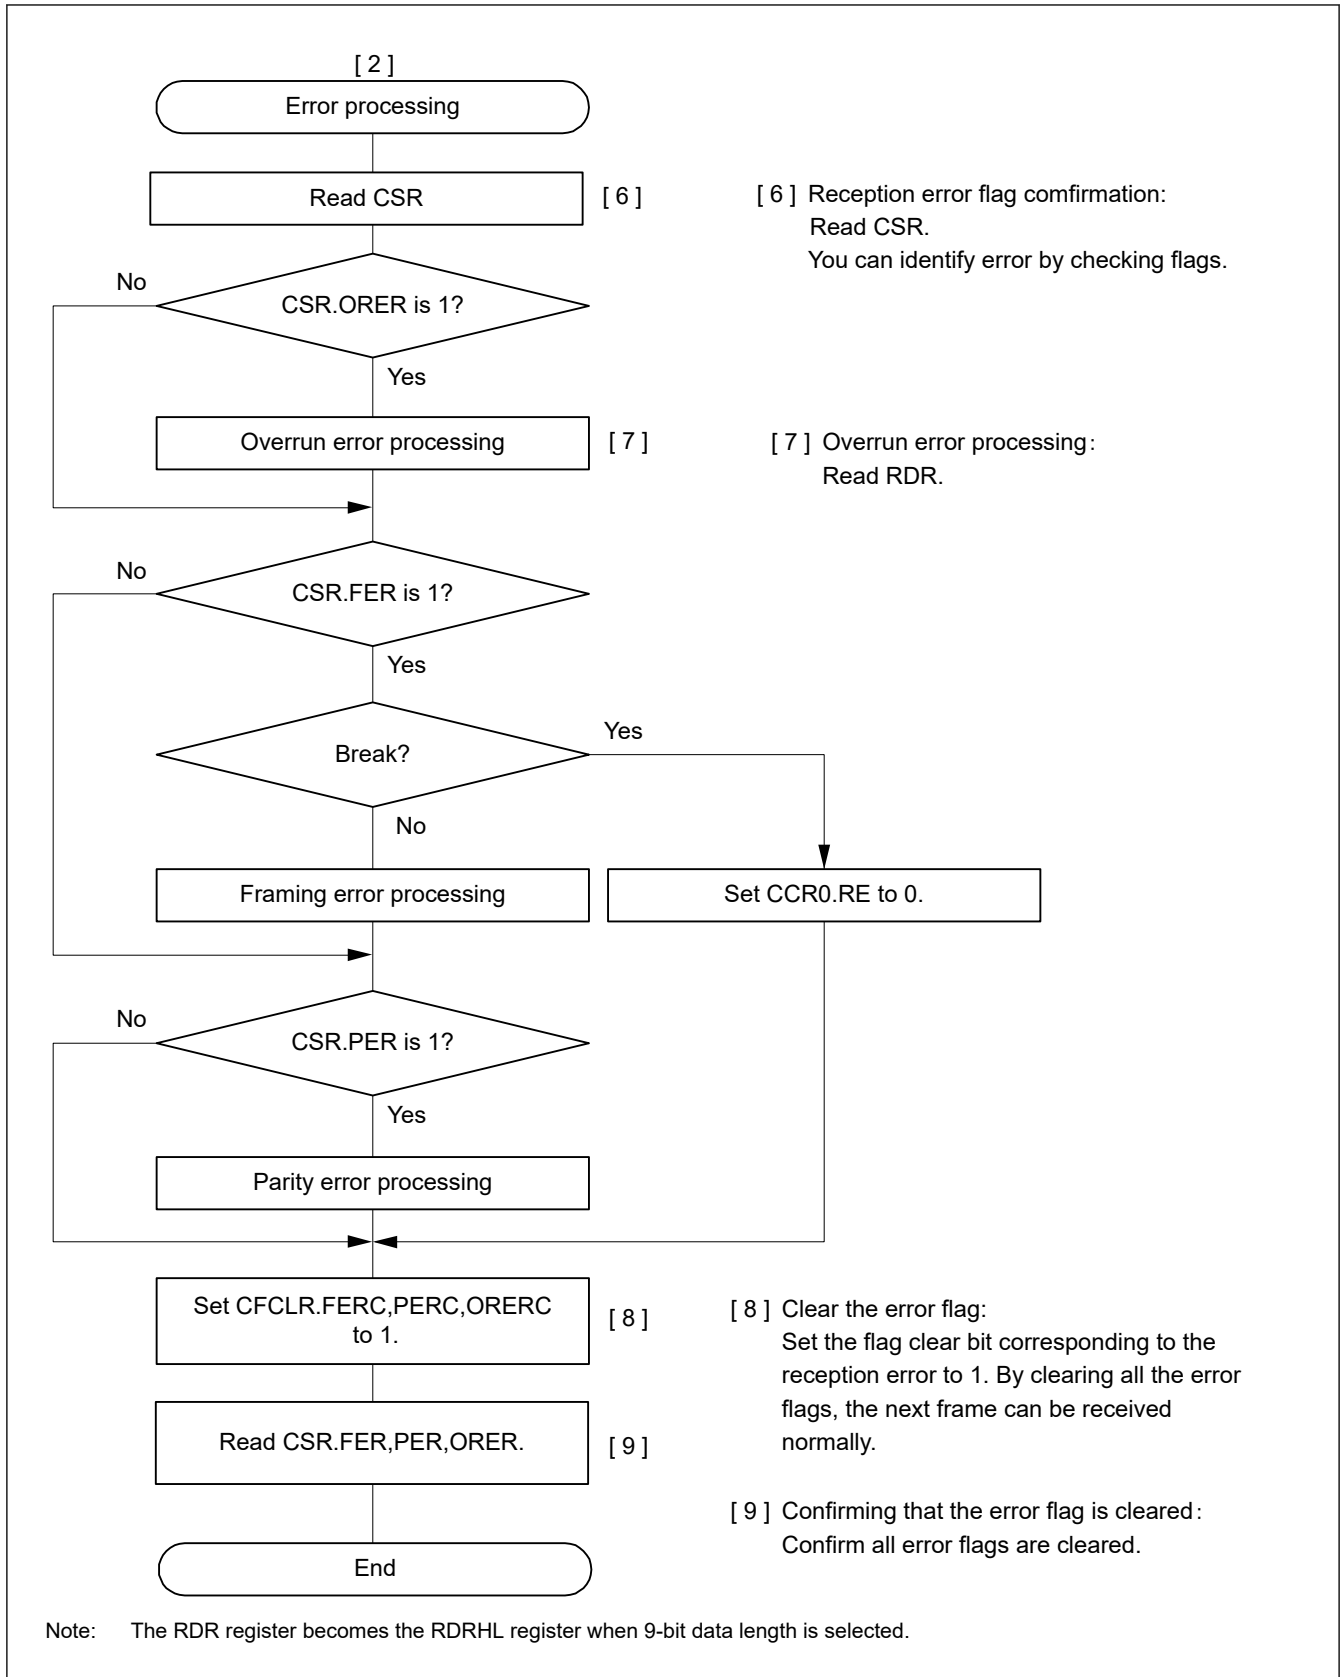 [ 2 ]
Error processing
Read CSR
[ 6 ]
[ 6 ] Reception error flag comfirmation:
Read CSR.
You can identify error by checking flags.
No
CSR.ORER is 1?
Yes
Overrun error processing
[ 7 ]
[ 7 ] Overrun error processing:
Read RDR.
No
CSR.FER is 1?
Yes
Break?
Yes
No
Framing error processing
Set CCR0.RE to 0.
No
CSR.PER is 1?
Yes
Parity error processing
Set CFCLR.FERC,PERC,ORERC
to 1.
[ 8 ]
[ 8 ] Clear the error flag:
Set the flag clear bit corresponding to the
reception error to 1. By clearing all the error
flags, the next frame can be received
normally.
Read CSR.FER,PER,ORER.
[ 9 ]
[ 9 ] Confirming that the error flag is cleared:
Confirm all error flags are cleared.
End
Note: The RDR register becomes the RDRHL register when 9-bit data length is selected.